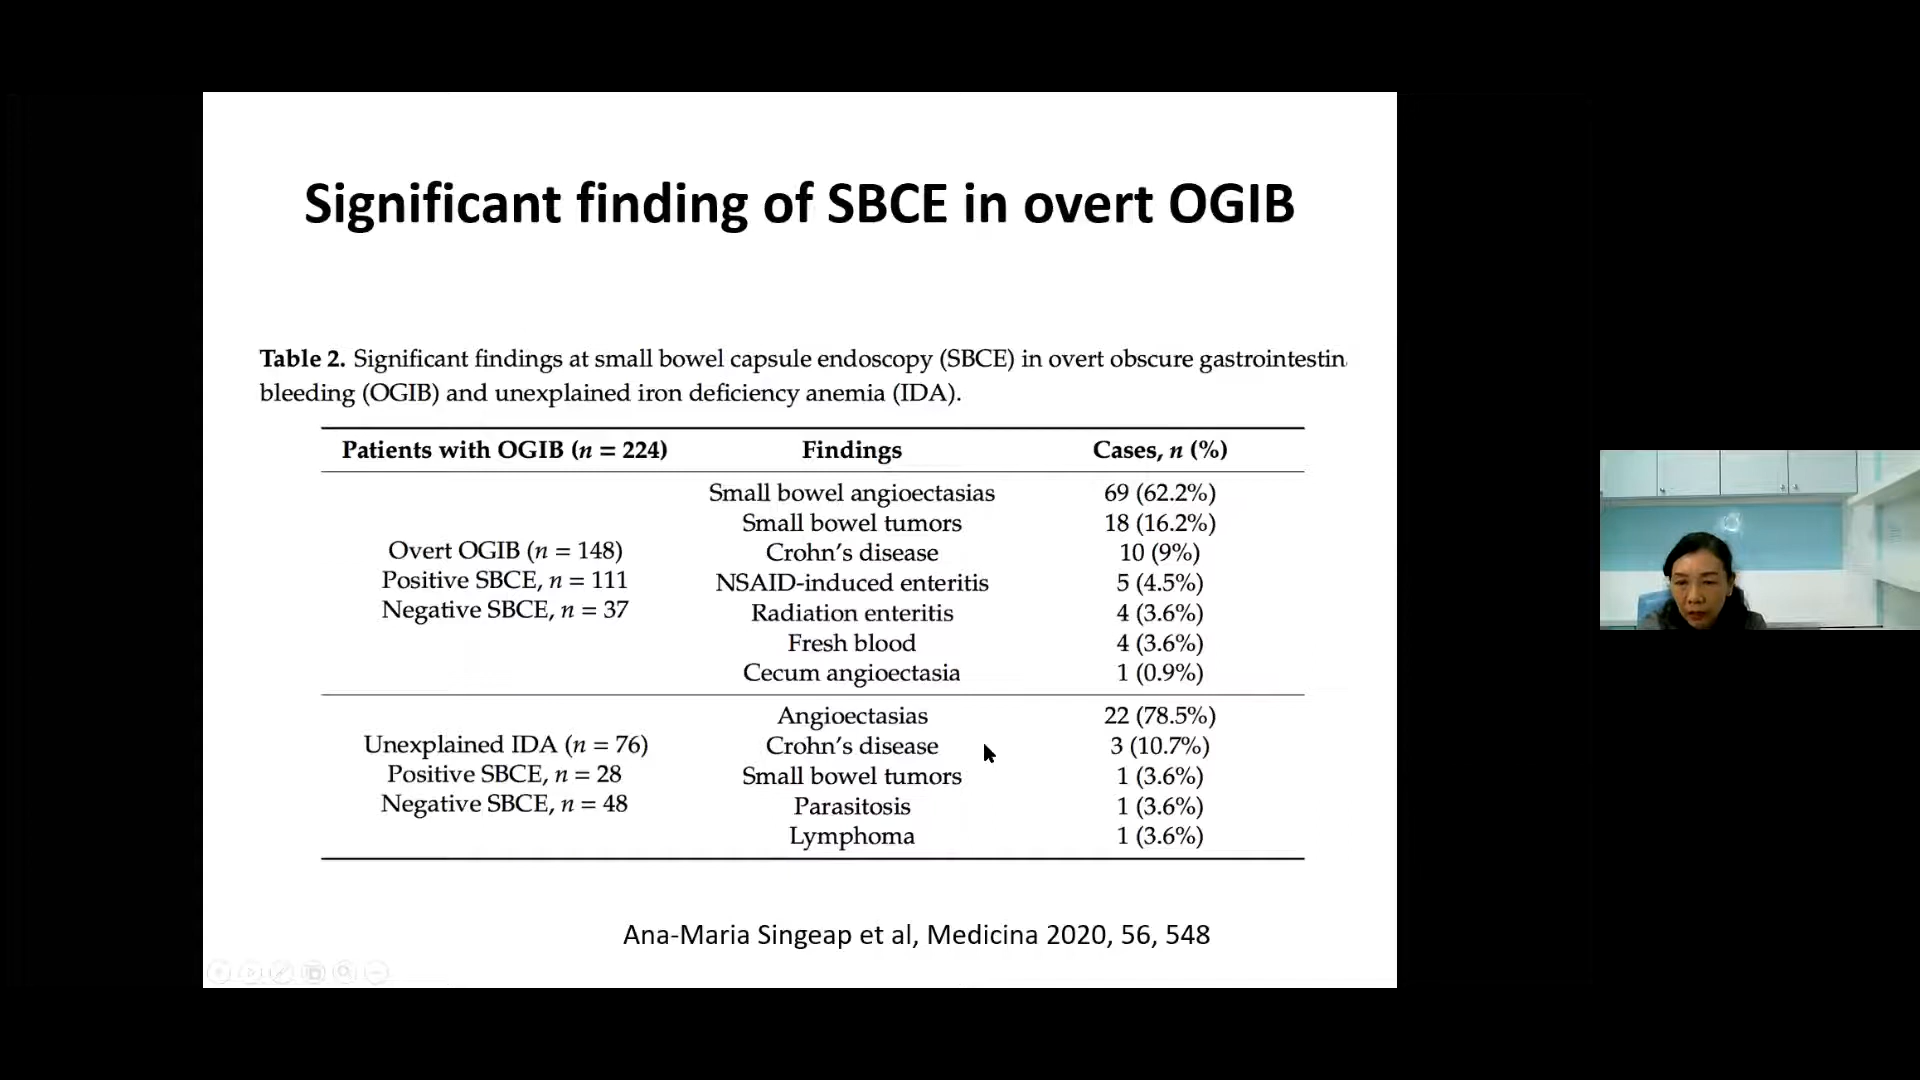 Significant finding of SBCE in overt OGIB
Table 2. Significant findings at small bowel capsule endoscopy (SBCE) in overt obscure gastrointestin
bleeding (OGIB) and unexplained iron deficiency anemia (IDA).
Patients with OGIB (n = 224) Findings Cases, n (%)
Overt OGIB (n = 148)
Positive SBCE, n = 111
Negative SBCE, n = 37
Small bowel angioectasias 69 (62.2%)
Small bowel tumors 18 (16.2%)
Crohn’s disease 10 (9%)
NSAID-induced enteritis 5 (4.5%)
Radiation enteritis 4 (3.6%)
Fresh blood 4 (3.6%)
Cecum angioectasia 1 (0.9%)
Unexplained IDA (n = 76)
Positive SBCE, n = 28
Negative SBCE, n = 48
Angioectasias 22 (78.5%)
Crohn’s disease 3 (10.7%)
Small bowel tumors 1 (3.6%)
Parasitosis 1 (3.6%)
Lymphoma 1 (3.6%)
Ana-Maria Singeap et al, Medicina 2020, 56, 548